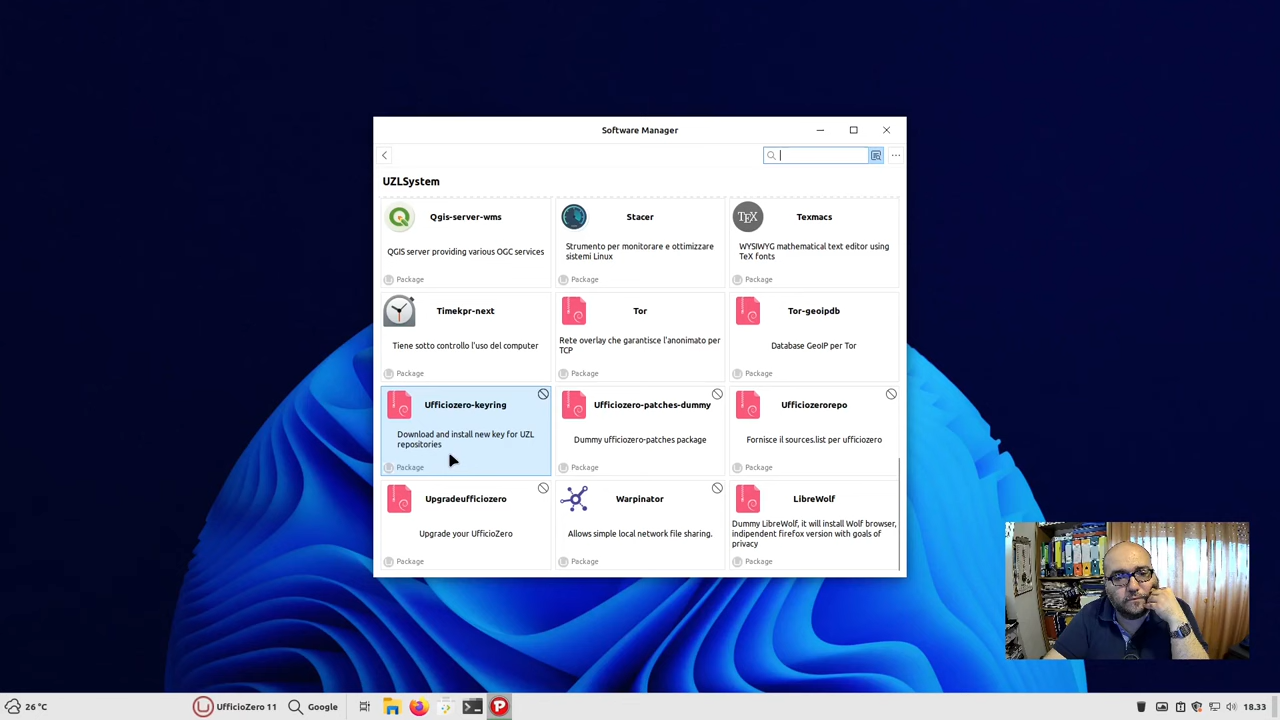 Software Manager
UZLSystem
Qgis-server-wms
QGIS server providing various OGC services
Package
Stacer
Strumento per monitorare e ottimizzare
sistemi Linux
Package
TEX
Texmacs
WYSIWYG mathematical text editor using
TeX fonts
Package
Timekpr-next
Tiene sotto controllo l'uso del computer
Package
Tor
Rete overlay che garantisce l'anonimato per
TCP
Package
Tor-geoipdb
Database GeoIP per Tor
Package
Ufficiozero-keyring
Download and install new key for UZL
repositories
Package
Ufficiozero-patches-dummy
Dummy ufficiozero-patches package
Package
Ufficiozerorepo
Fornisce il sources.list per ufficiozero
Package
Upgradeufficiozero
Upgrade your UfficioZero
Package
Warpinator
Allows simple local network file sharing.
Package
LibreWolf
Dummy LibreWolf, it will install Wolf browser,
indipendent firefox version with goals of
privacy
Package
26 °C
UfficioZero 11
Google
18.33